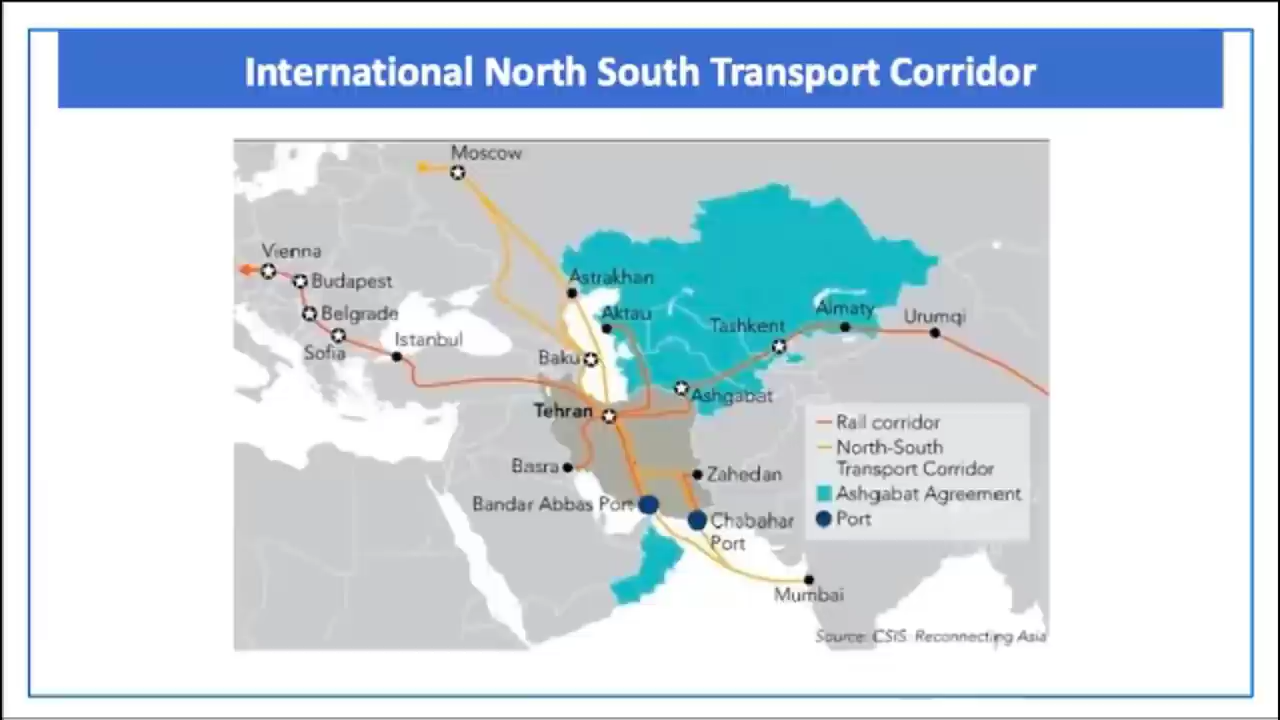 International North South Transport Corridor
Moscow
Vienna
Budapest
Astrakhan
Belgrade
Aktau
Almaty
Urumqi
Tashkent
Istanbul
Sofia
Baku
Ashgabat
Tehran
Rail corridor
North-South
Transport Corridor
Basra
Zahedan
Ashgabat Agreement
Bandar Abbas Port
Port
Chabahar
Port
Mumbai
Source: CSIS Reconnecting Asia